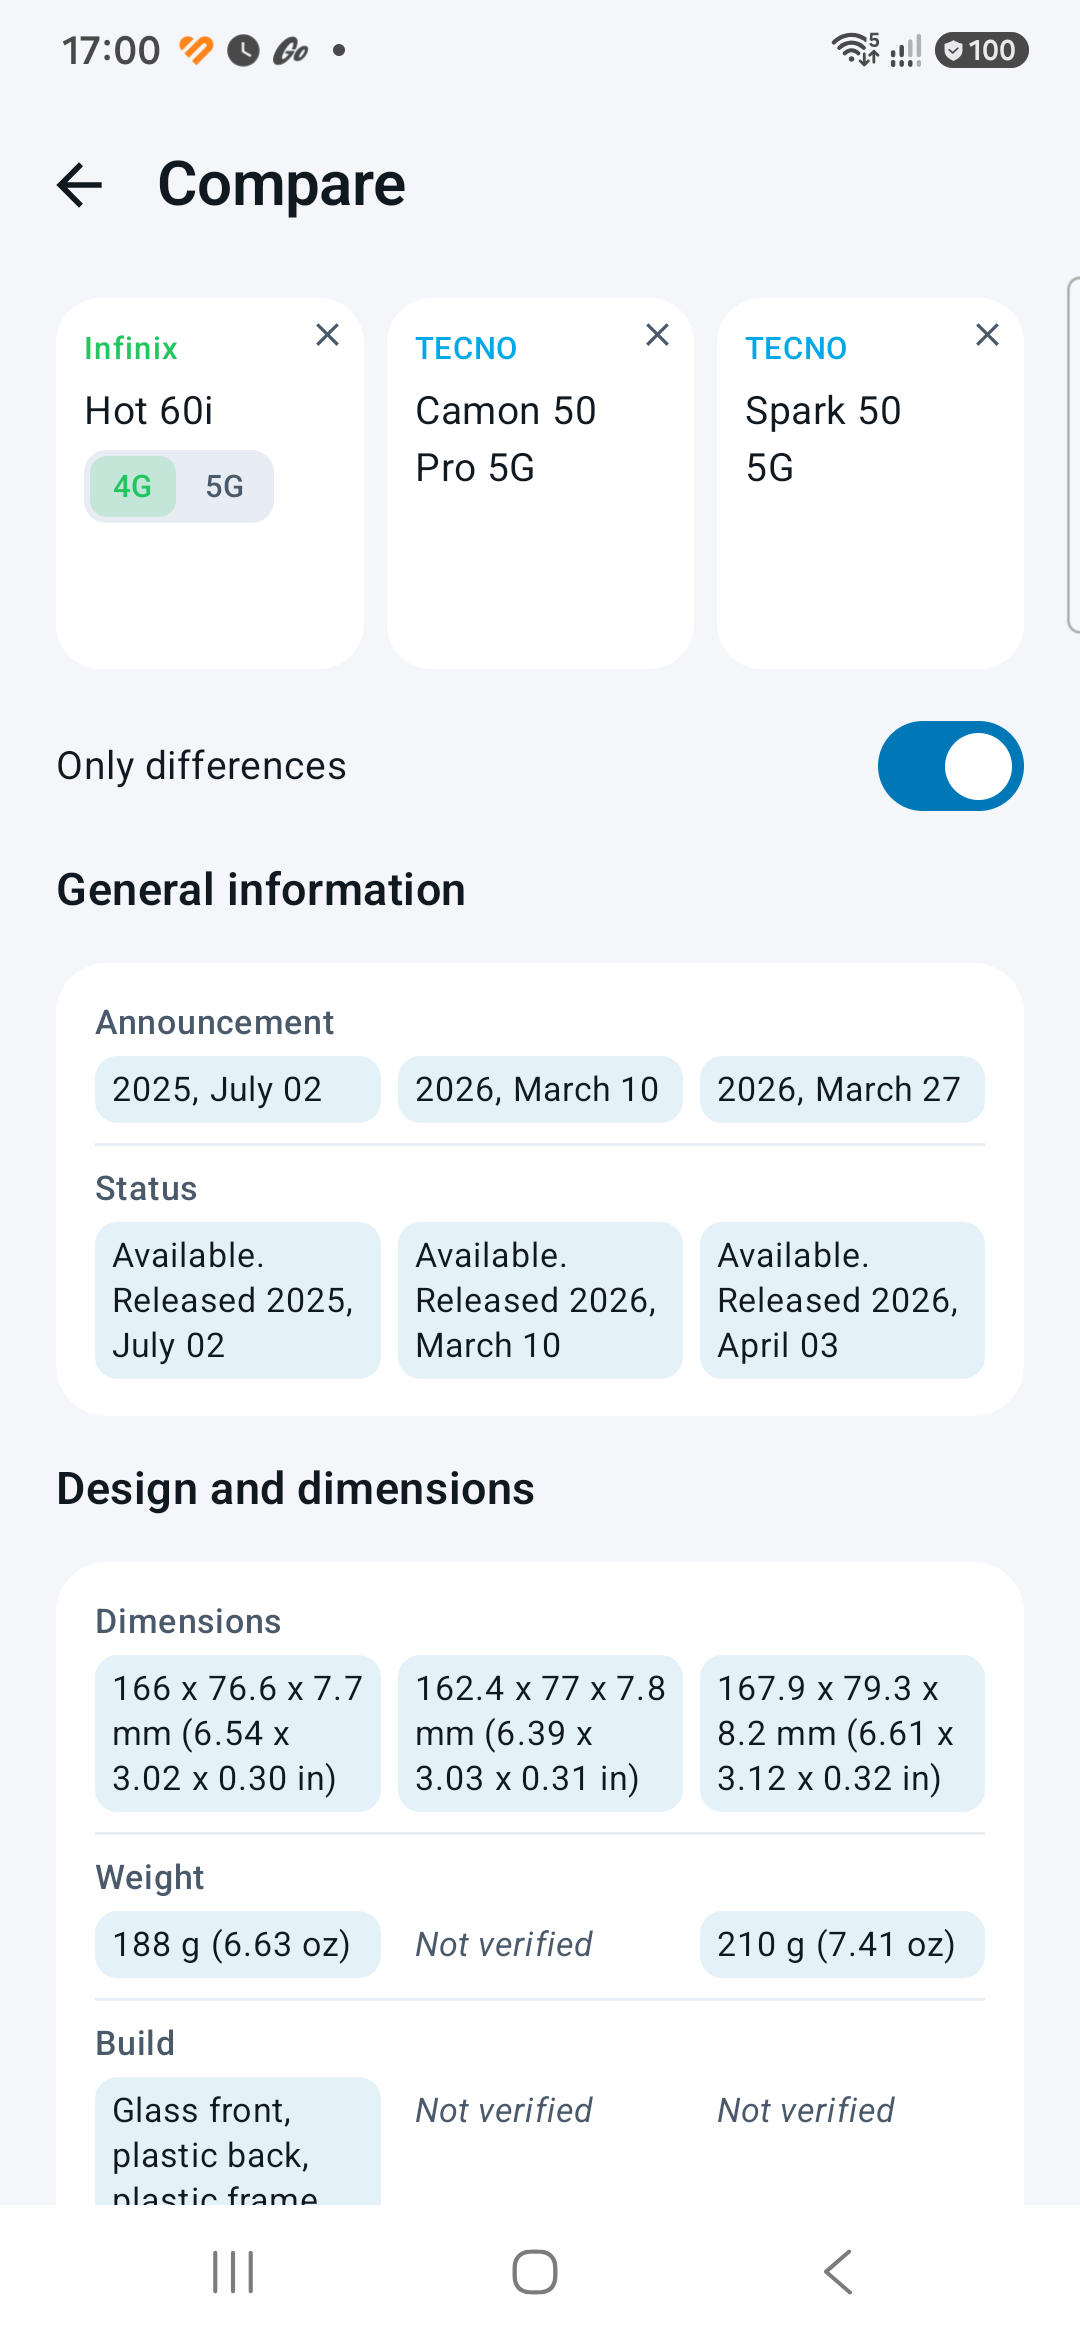 17:00
Go
5
100
Compare
Infinix
Hot 60i
4G 5G
TECNO
Camon 50
Pro 5G
TECNO
Spark 50
5G
Only differences
General information
Announcement
2025, July 02
2026, March 10
2026, March 27
Status
Available.
Released 2025,
July 02
Available.
Released 2026,
March 10
Available.
Released 2026,
April 03
Design and dimensions
Dimensions
166 x 76.6 x 7.7
mm (6.54 x
3.02 x 0.30 in)
162.4 x 77 x 7.8
mm (6.39 x
3.03 x 0.31 in)
167.9 x 79.3 x
8.2 mm (6.61 x
3.12 x 0.32 in)
Weight
188 g (6.63 oz)
Not verified
210 g (7.41 oz)
Build
Glass front,
plastic back,
plastic frame
Not verified
Not verified